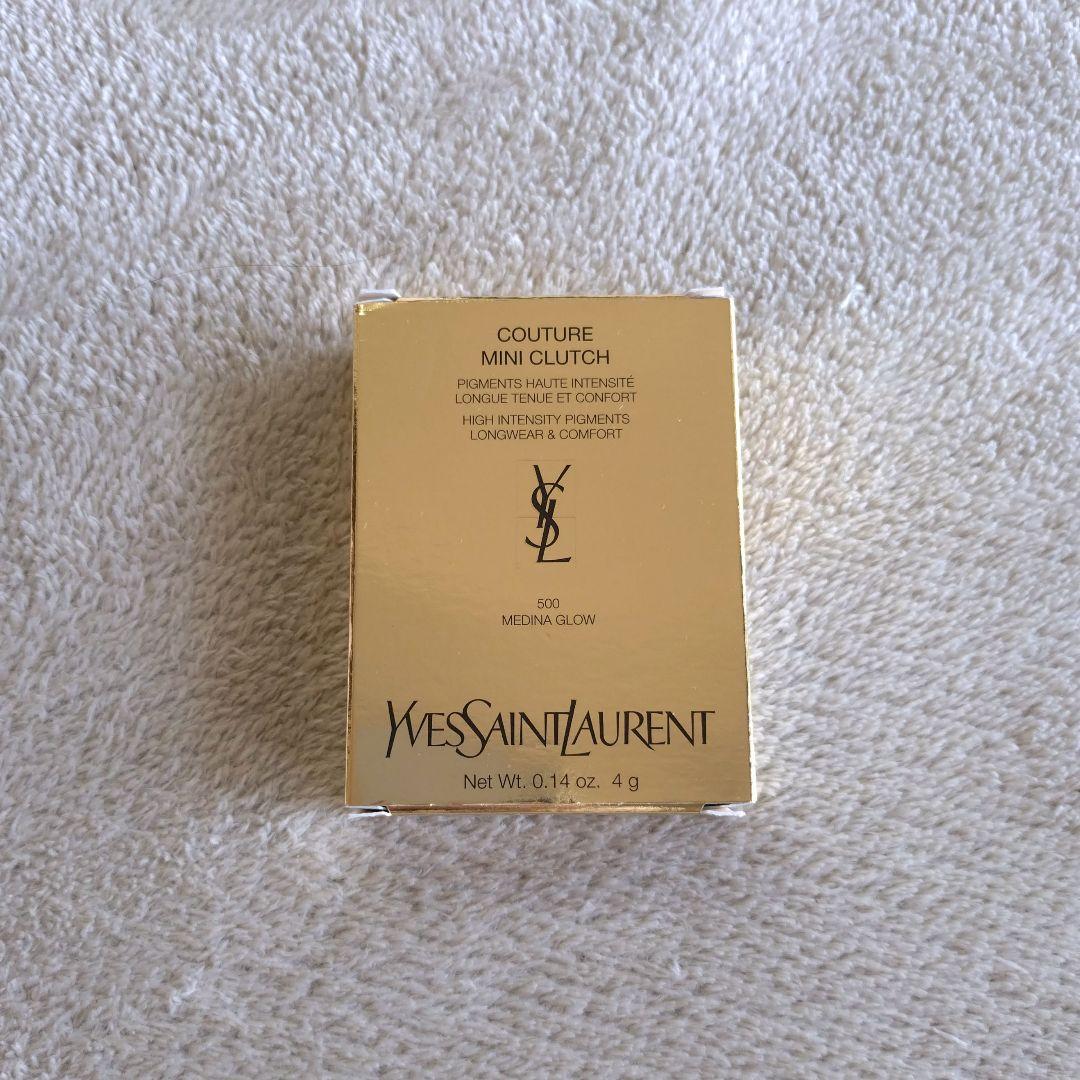 COUTURE
MINI CLUTCH
PIGMENTS HAUTE INTENSITÉ
LONGUE TENUE ET CONFORT
HIGH INTENSITY PIGMENTS
LONGWEAR & COMFORT
YSL
500
MEDINA GLOW
YVESSAINTLAURENT
Net Wt. 0.14 oz. 4 g